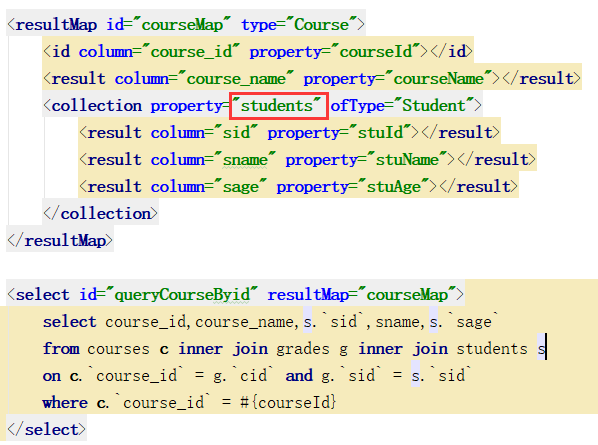 <resultMap id="courseMap" type="Course">
<id column="course_id" property="courseId"></id>
<result column="course_name" property="courseName"></result>
<collection property="students" ofType="Student">
<result column="sid" property="stuId"></result>
<result column="sname" property="stuName"></result>
<result column="sage" property="stuAge"></result>
</collection>
</resultMap>
<select id="queryCourseByid" resultMap="courseMap">
select course_id,course_name,s.`sid`,sname,s.`sage`
from courses c inner join grades g inner join students s
on c.`course_id` = g.`cid` and g.`sid` = s.`sid`
where c.`course_id` = #{courseId}
</select>